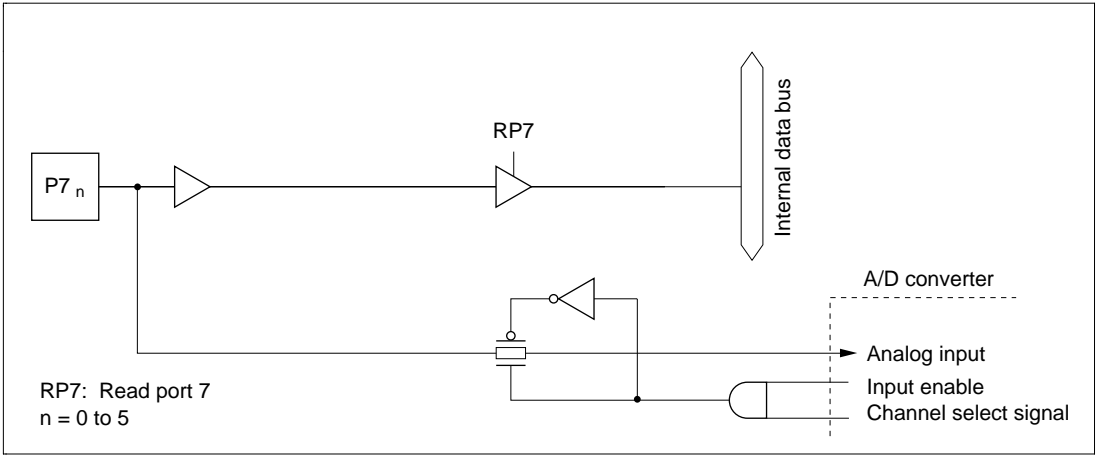 RP7
P7 n
Internal data bus
A/D converter
Analog input
Input enable
Channel select signal
RP7: Read port 7
n = 0 to 5